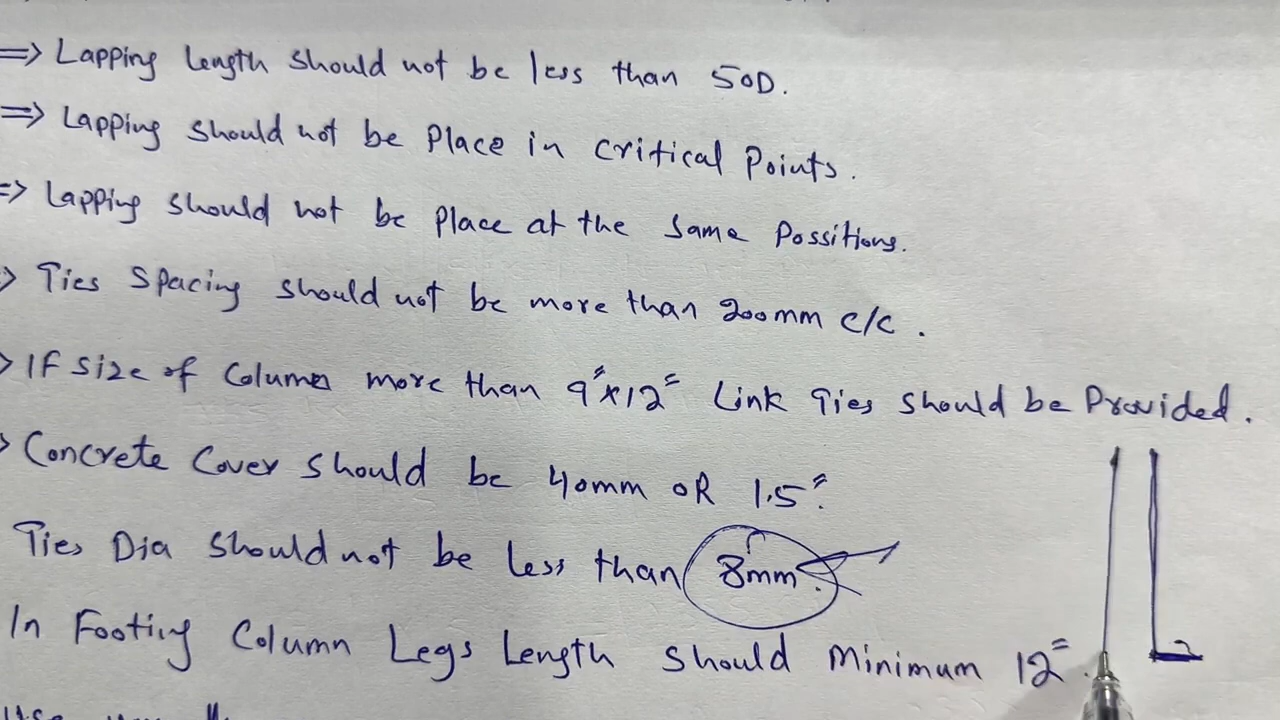 => Lapping length should not be less than 50D.
=> Lapping should not be Place in Critical Points.
=> Lapping should not be Place at the Same Possitions.
> Ties Spacing should not be more than 200mm c/c.
> IF Size of Column more than 9"x12" Link Ties should be Provided.
> Concrete Cover should be 40mm OR 1.5".
Ties Dia should not be less than 8mm.
In Footing Column Legs Length should Minimum 12".